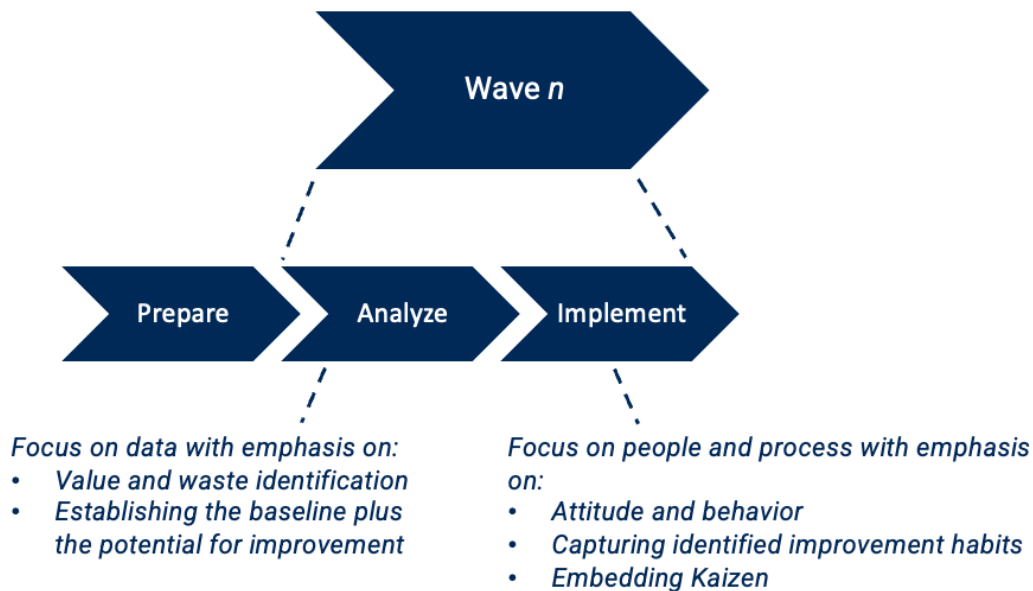 Wave n
Prepare
Analyze
Implement
Focus on data with emphasis on:
• Value and waste identification
• Establishing the baseline plus
the potential for improvement
Focus on people and process with emphasis
on:
• Attitude and behavior
• Capturing identified improvement habits
• Embedding Kaizen